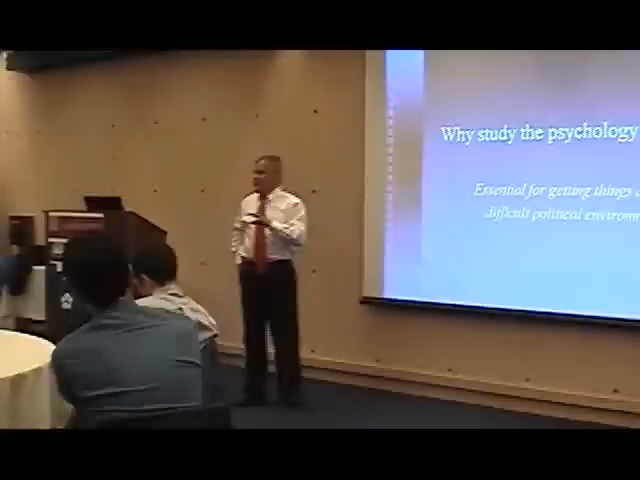 Why study the psychology
Essential for getting things
difficult political environm